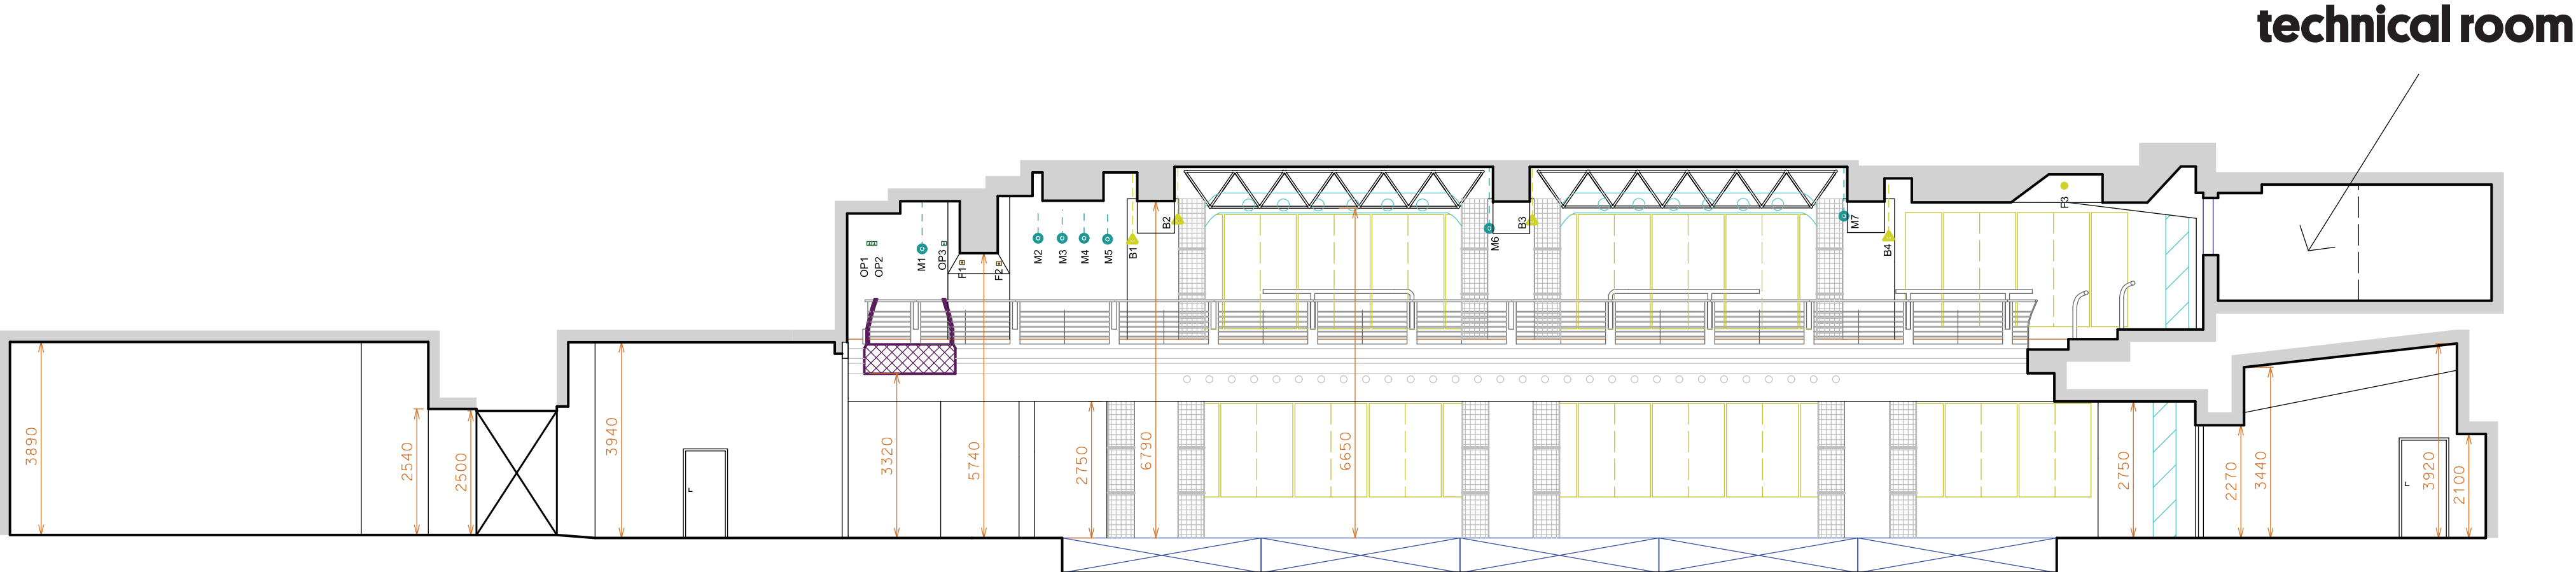 technical room
OP1
OP2
M1
OP3
F1
F2
M2
M3
M4
M5
B1
B2
M6
B3
M7
B4
F3
3890
2540
2500
3940
3320
5740
2750
6790
6650
2750
2270
3440
3920
2100